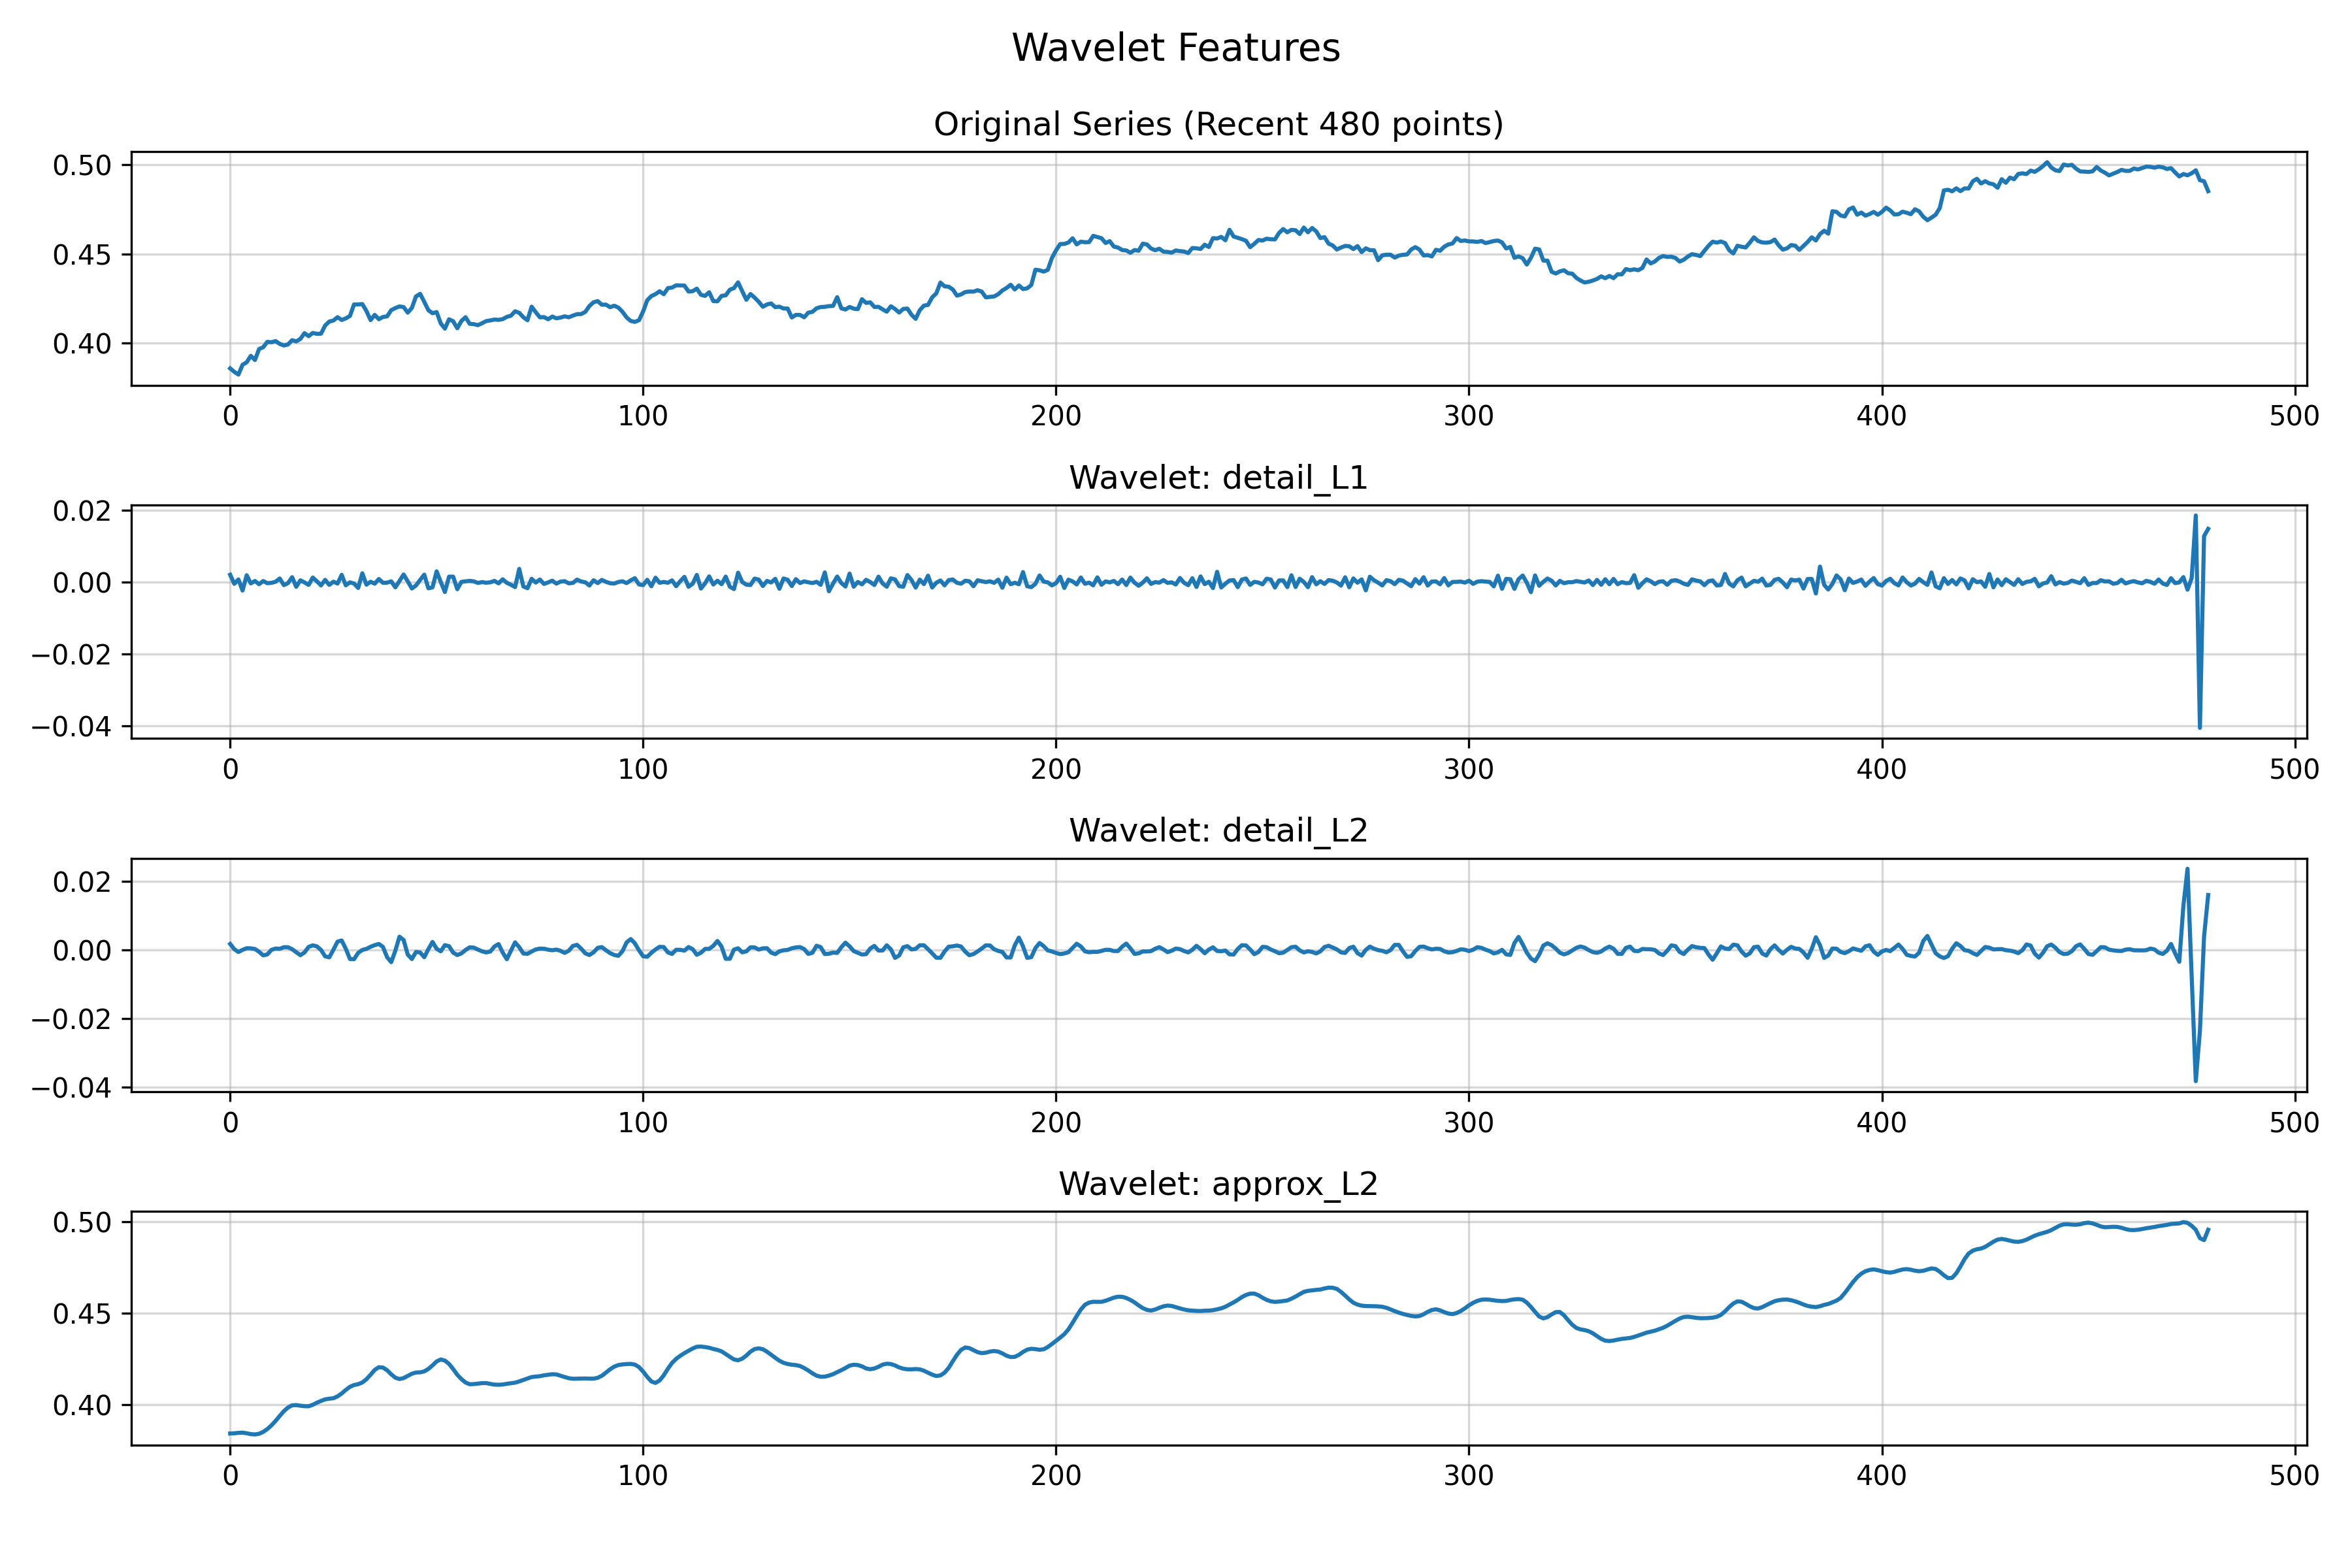 Wavelet Features
Original Series (Recent 480 points)
0.50
0.45
0.40
0 100 200 300 400 500
Wavelet: detail_L1
0.02
0.00
−0.02
−0.04
0 100 200 300 400 500
Wavelet: detail_L2
0.02
0.00
−0.02
−0.04
0 100 200 300 400 500
Wavelet: approx_L2
0.50
0.45
0.40
0 100 200 300 400 500